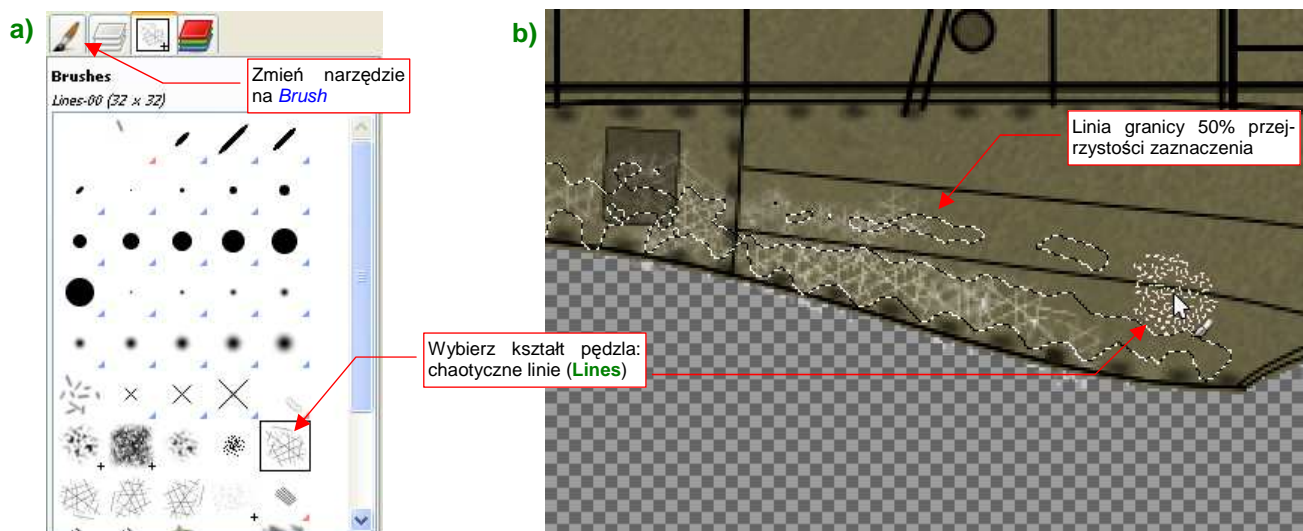 a)
Brushes
Lines-00 (32 x 32)
Zmień narzędzie
na Brush
Wybierz kształt pędzla:
chaotyczne linie (Lines)
b)
Linia granicy 50% przej-
rzystości zaznaczenia